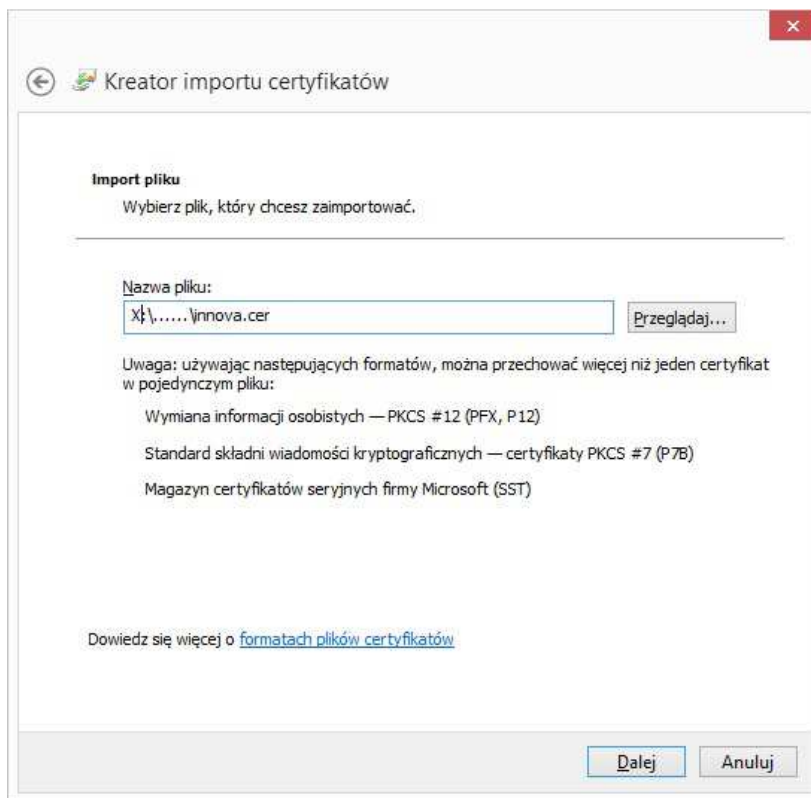 Kreator importu certyfikatów
Import pliku
Wybierz plik, który chcesz zaimportować.
Nazwa pliku:
X:\......\innova.cer
Przeglądaj...
Uwaga: używając następujących formatów, można przechować więcej niż jeden certyfikat
w pojedynczym pliku:
Wymiana informacji osobistych — PKCS #12 (PFX, P12)
Standard składni wiadomości kryptograficznych — certyfikaty PKCS #7 (P7B)
Magazyn certyfikatów seryjnych firmy Microsoft (SST)
Dowiedz się więcej o formatach plików certyfikatów
Dalej
Anuluj